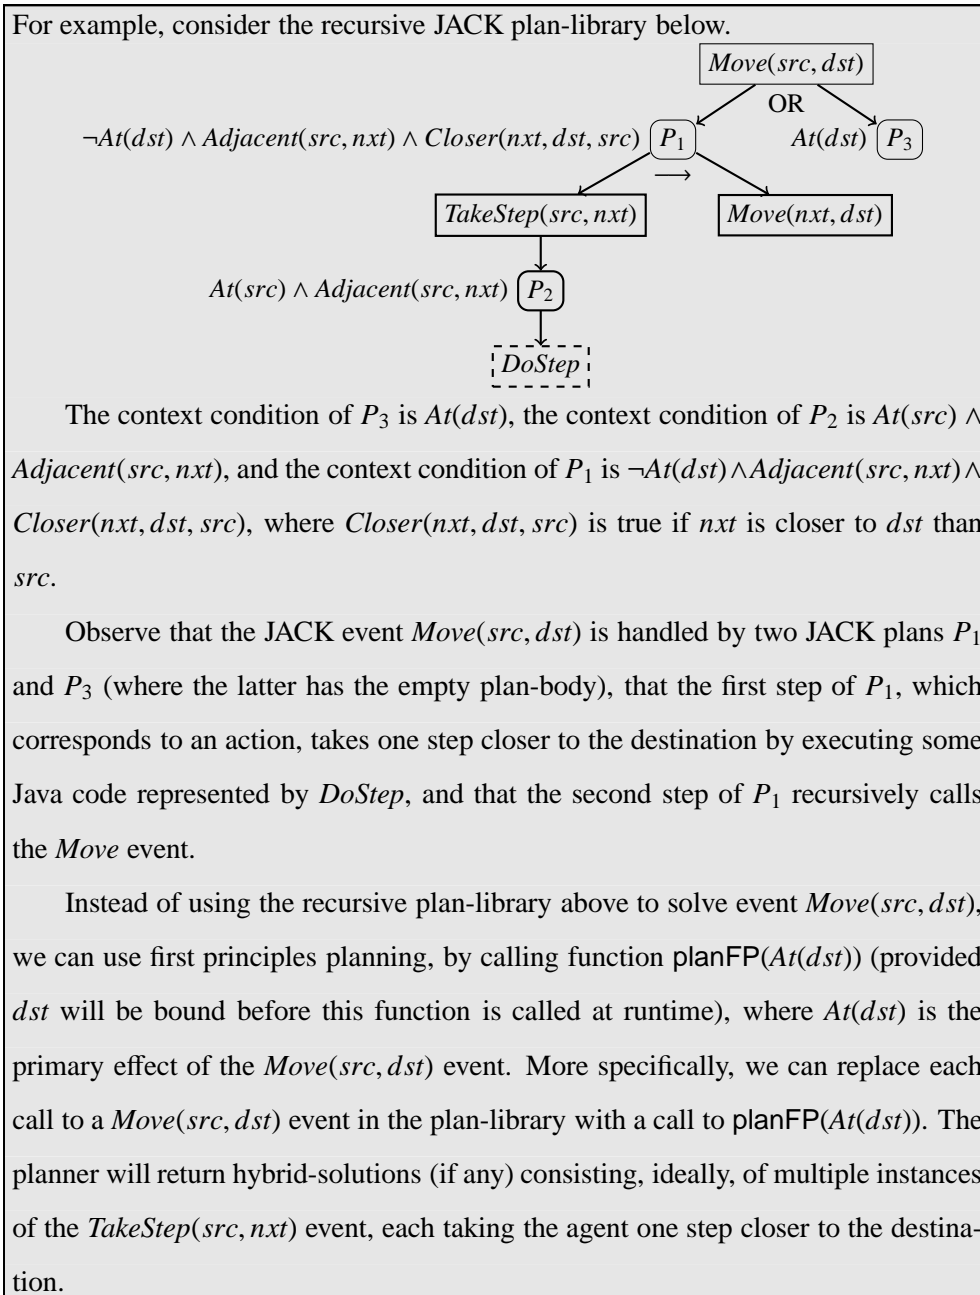 For example, consider the recursive JACK plan-library below.
Move(src, dst)
OR
¬At(dst) ∧ Adjacent(src, nxt) ∧ Closer(nxt, dst, src) P1 At(dst) P3
→
TakeStep(src, nxt) Move(nxt, dst)
At(src) ∧ Adjacent(src, nxt) P2
DoStep
The context condition of P3 is At(dst), the context condition of P2 is At(src) ∧
Adjacent(src, nxt), and the context condition of P1 is ¬At(dst)∧Adjacent(src, nxt)∧
Closer(nxt, dst, src), where Closer(nxt, dst, src) is true if nxt is closer to dst than
src.
Observe that the JACK event Move(src, dst) is handled by two JACK plans P1
and P3 (where the latter has the empty plan-body), that the first step of P1, which
corresponds to an action, takes one step closer to the destination by executing some
Java code represented by DoStep, and that the second step of P1 recursively calls
the Move event.
Instead of using the recursive plan-library above to solve event Move(src, dst),
we can use first principles planning, by calling function planFP(At(dst)) (provided
dst will be bound before this function is called at runtime), where At(dst) is the
primary effect of the Move(src, dst) event. More specifically, we can replace each
call to a Move(src, dst) event in the plan-library with a call to planFP(At(dst)). The
planner will return hybrid-solutions (if any) consisting, ideally, of multiple instances
of the TakeStep(src, nxt) event, each taking the agent one step closer to the destina-
tion.